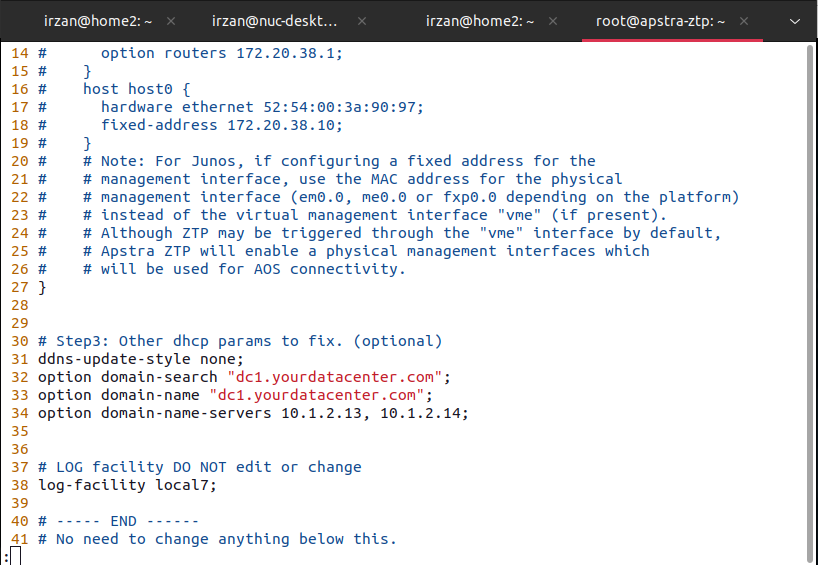 irzan@home2: ~ × irzan@nuc-deskt... × irzan@home2: ~ × root@apstra-ztp: ~ ×
14 #      option routers 172.20.38.1;
15 #    }
16 #    host host0 {
17 #      hardware ethernet 52:54:00:3a:90:97;
18 #      fixed-address 172.20.38.10;
19 #    }
20 #    # Note: For Junos, if configuring a fixed address for the
21 #    # management interface, use the MAC address for the physical
22 #    # management interface (em0.0, me0.0 or fxp0.0 depending on the platform)
23 #    # instead of the virtual management interface "vme" (if present).
24 #    # Although ZTP may be triggered through the "vme" interface by default,
25 #    # Apstra ZTP will enable a physical management interfaces which
26 #    # will be used for AOS connectivity.
27 }
28
29
30 # Step3: Other dhcp params to fix. (optional)
31 ddns-update-style none;
32 option domain-search "dc1.yourdatacenter.com";
33 option domain-name "dc1.yourdatacenter.com";
34 option domain-name-servers 10.1.2.13, 10.1.2.14;
35
36
37 # LOG facility DO NOT edit or change
38 log-facility local7;
39
40 # ----- END ------
41 # No need to change anything below this.
: